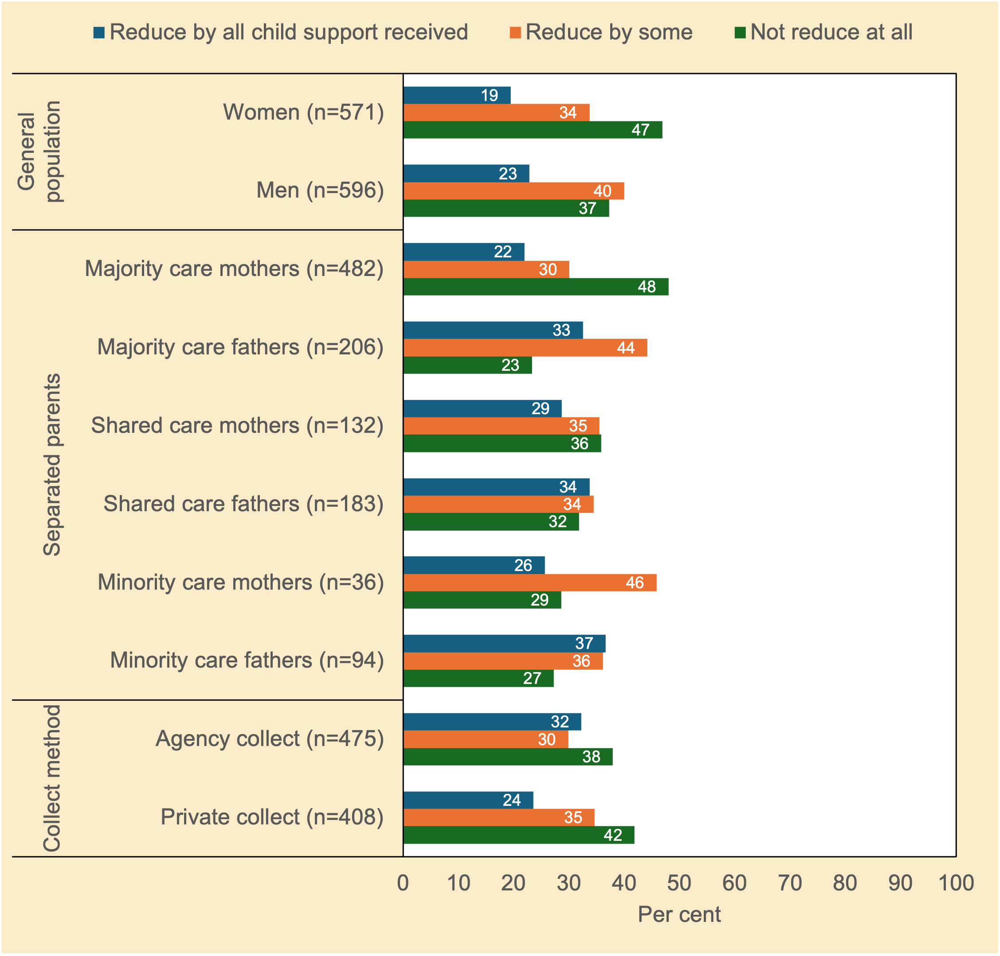 Reduce by all child support received
Reduce by some
Not reduce at all
General
population
Women (n=571)
19
34
47
Men (n=596)
23
40
37
Separated parents
Majority care mothers (n=482)
22
30
48
Majority care fathers (n=206)
33
44
23
Shared care mothers (n=132)
29
35
36
Shared care fathers (n=183)
34
34
32
Minority care mothers (n=36)
26
46
29
Minority care fathers (n=94)
37
36
27
Collect method
Agency collect (n=475)
32
30
38
Private collect (n=408)
24
35
42
0 10 20 30 40 50 60 70 80 90 100
Per cent